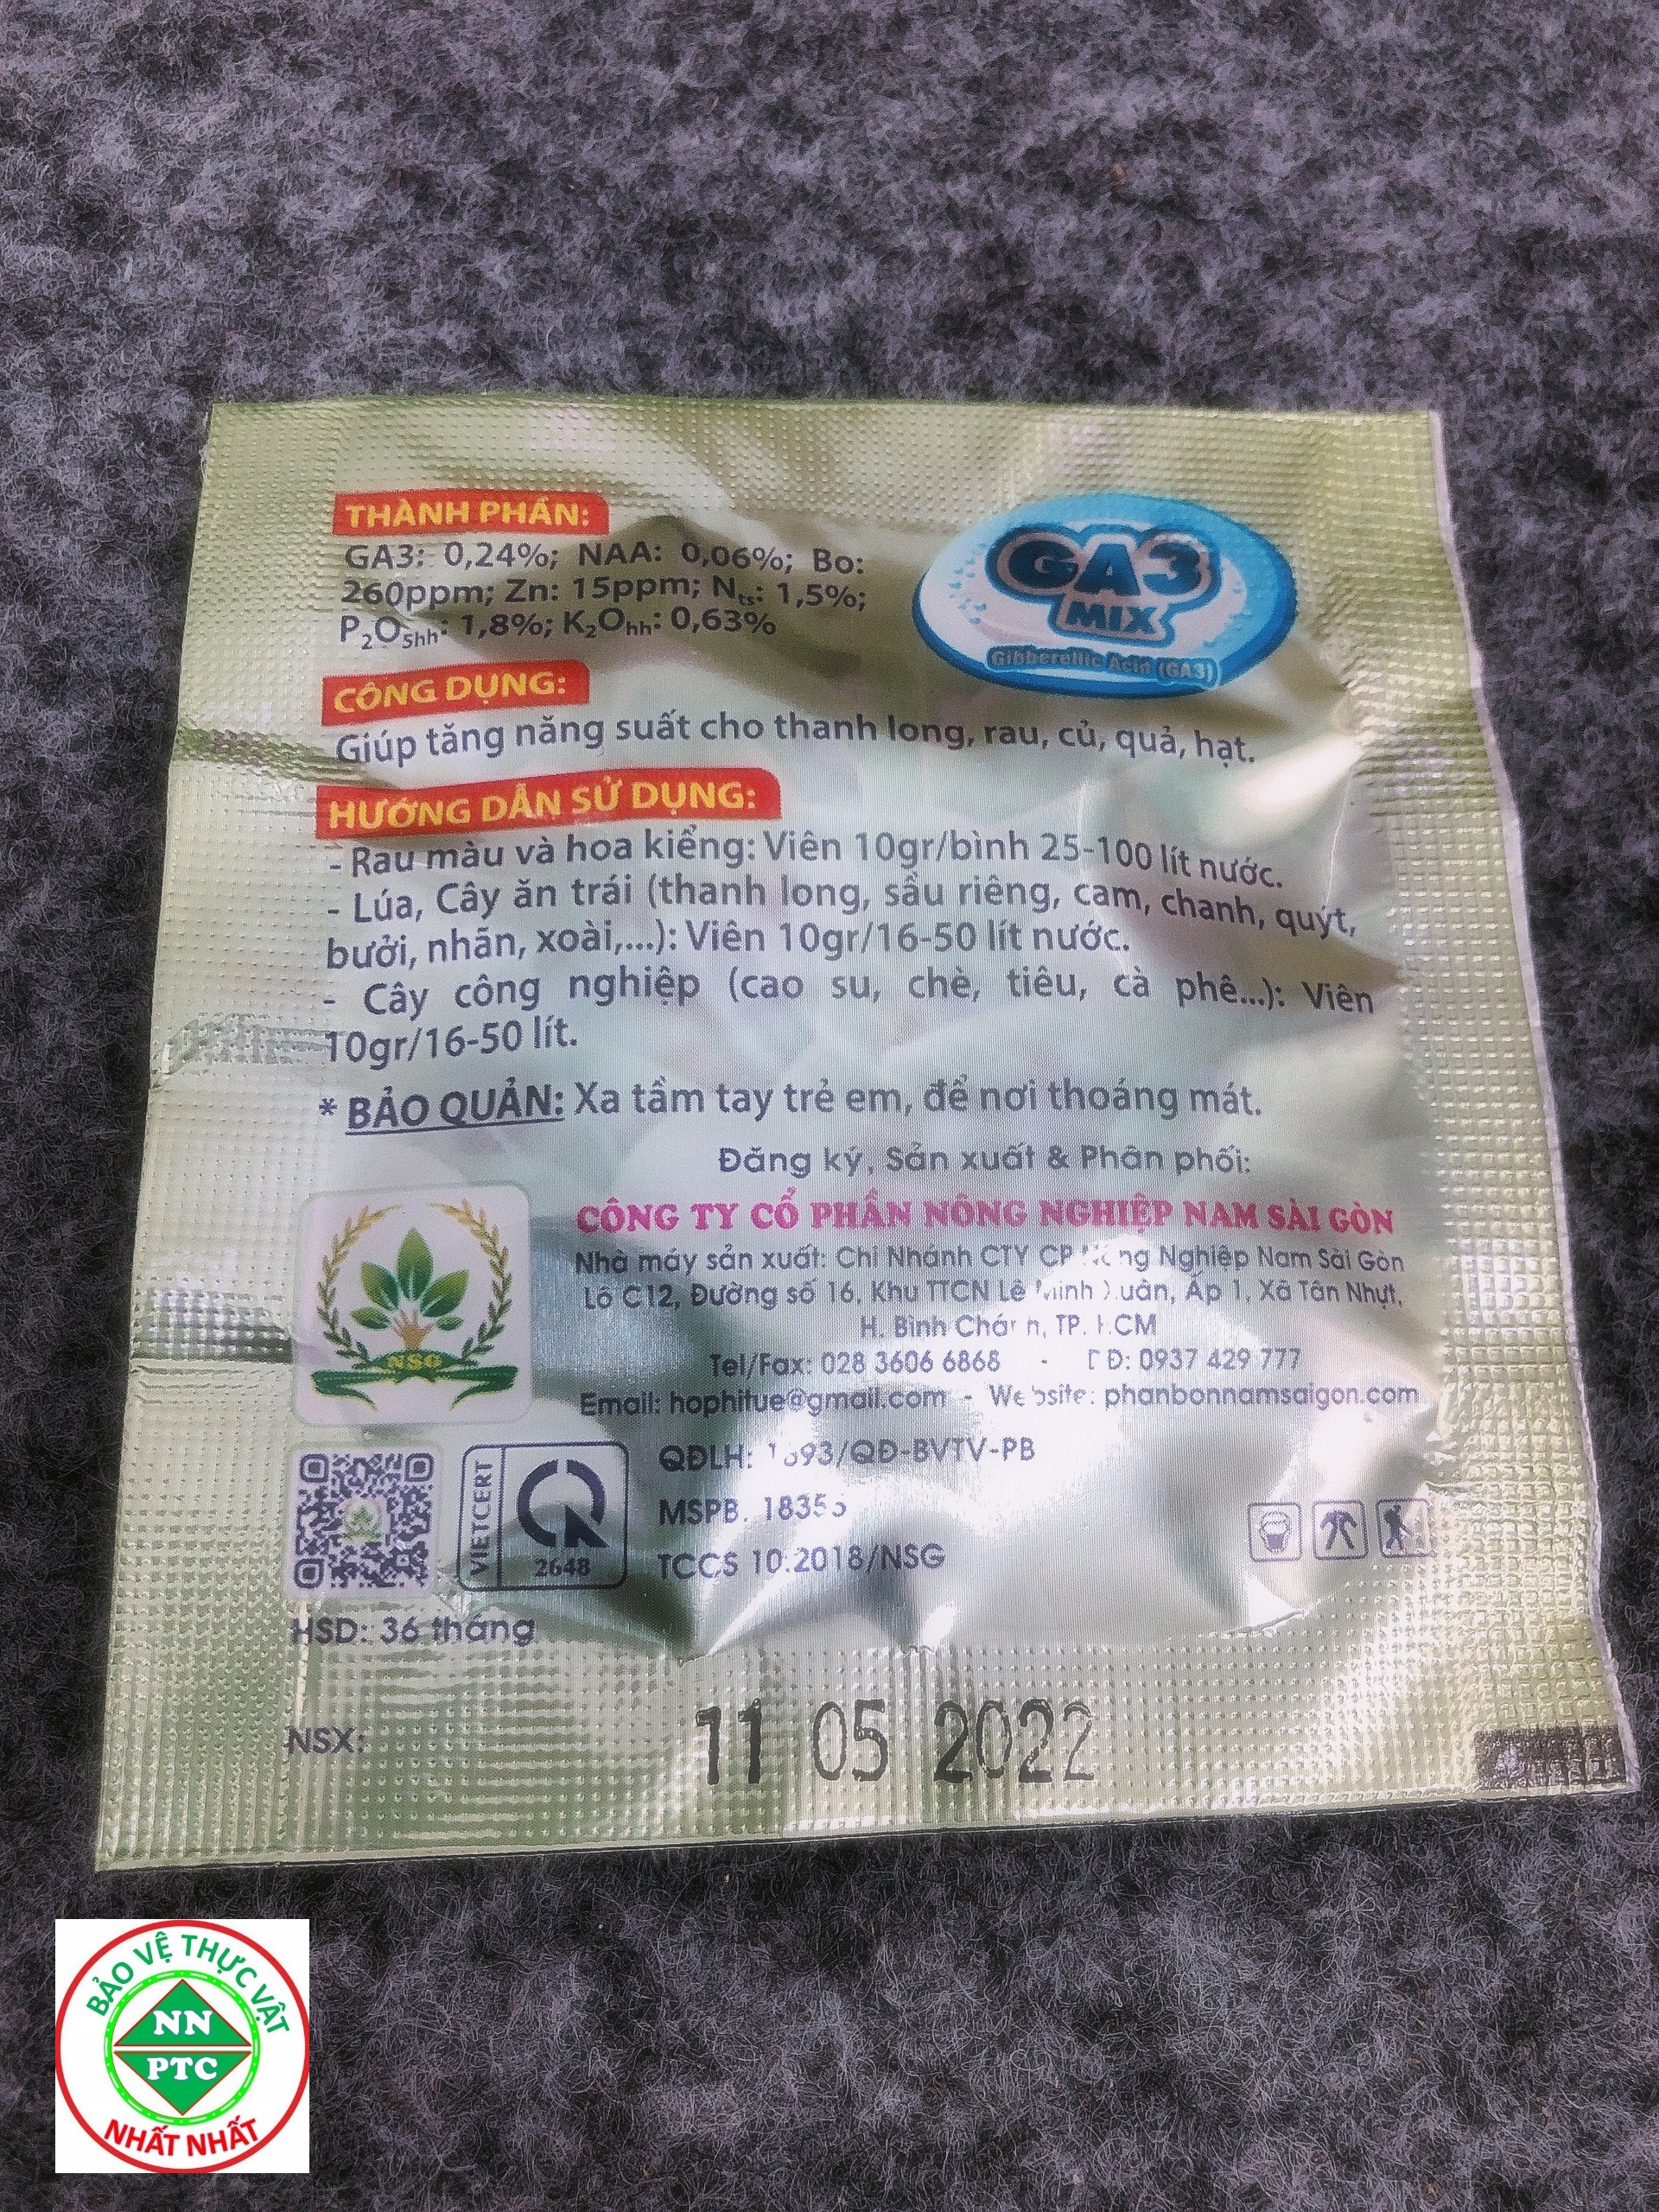 THÀNH PHẦN:
GA3: 0,24%; NAA: 0,06%; Bo:
260ppm; Zn: 15ppm; Nts: 1,5%;
P2O5hh: 1,8%; K2Ohh: 0,63%
GA3
MIX
Gibberellic Acid (GA3)
CÔNG DỤNG:
Giúp tăng năng suất cho thanh long, rau, củ, quả, hạt.
HƯỚNG DẪN SỬ DỤNG:
- Rau màu và hoa kiểng: Viên 10gr/bình 25-100 lít nước.
- Lúa, Cây ăn trái (thanh long, sầu riêng, cam, chanh, quýt,
bưởi, nhãn, xoài,...): Viên 10gr/16-50 lít nước.
- Cây công nghiệp (cao su, chè, tiêu, cà phê...): Viên
10gr/16-50 lít.
* BẢO QUẢN: Xa tầm tay trẻ em, để nơi thoáng mát.
Đăng ký, Sản xuất & Phân phối:
CÔNG TY CỔ PHẦN NÔNG NGHIỆP NAM SÀI GÒN
Nhà máy sản xuất: Chi Nhánh CTY CP Nông Nghiệp Nam Sài Gòn
Lô C12, Đường số 16, Khu TTCN Lê Minh Xuân, Ấp 1, Xã Tân Nhựt,
H. Bình Chánh, TP. HCM
Tel/Fax: 028 3606 6868 - DĐ: 0937 429 777
Email: hophitue@gmail.com - Website: phanbonnamsaigon.com
NSG
VIETCERT
2648
QĐLH:
MSPB.
TCCS 10:2018/NSG
HSD: 36 tháng
NSX: 11 05 2022
BẢO VỆ THỰC VẬT
NN
PTC
NHẤT NHẤT